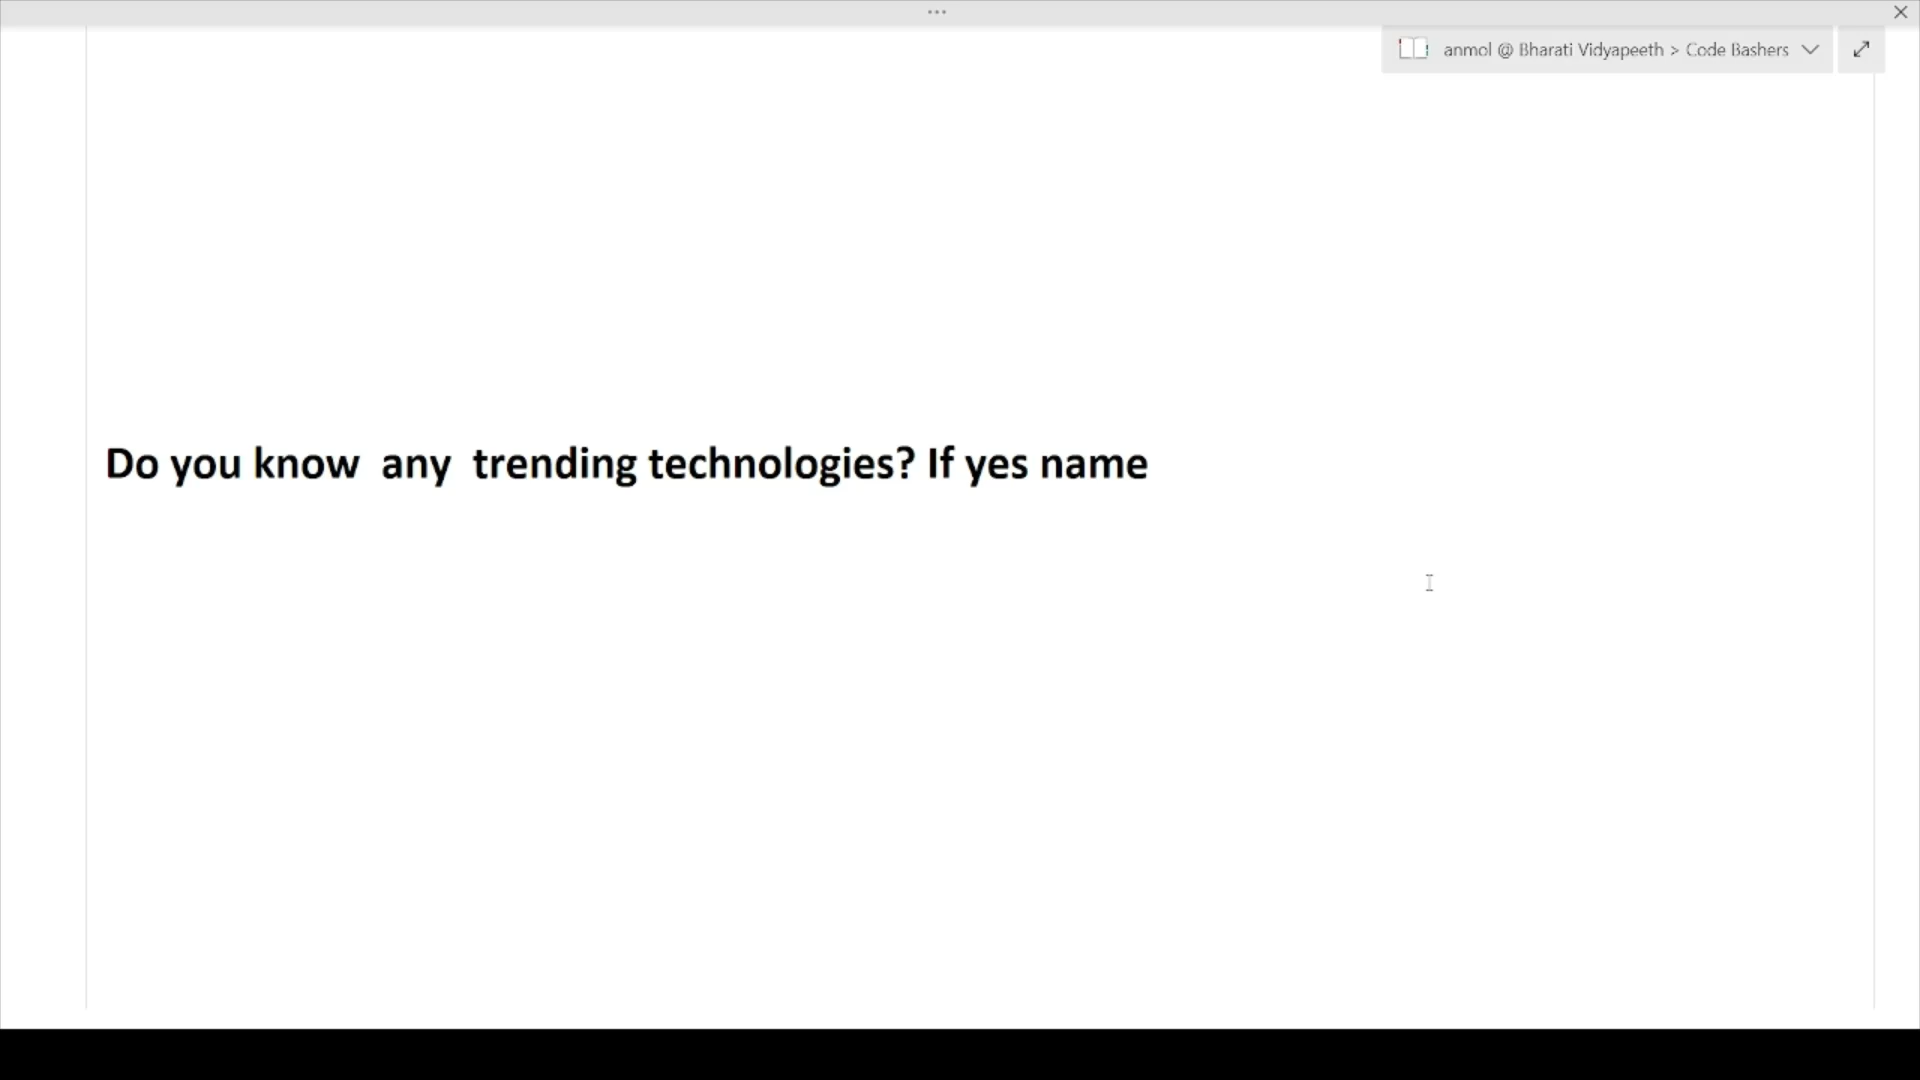 anmol @ Bharati Vidyapeeth > Code Bashers
Do you know any trending technologies? If yes name